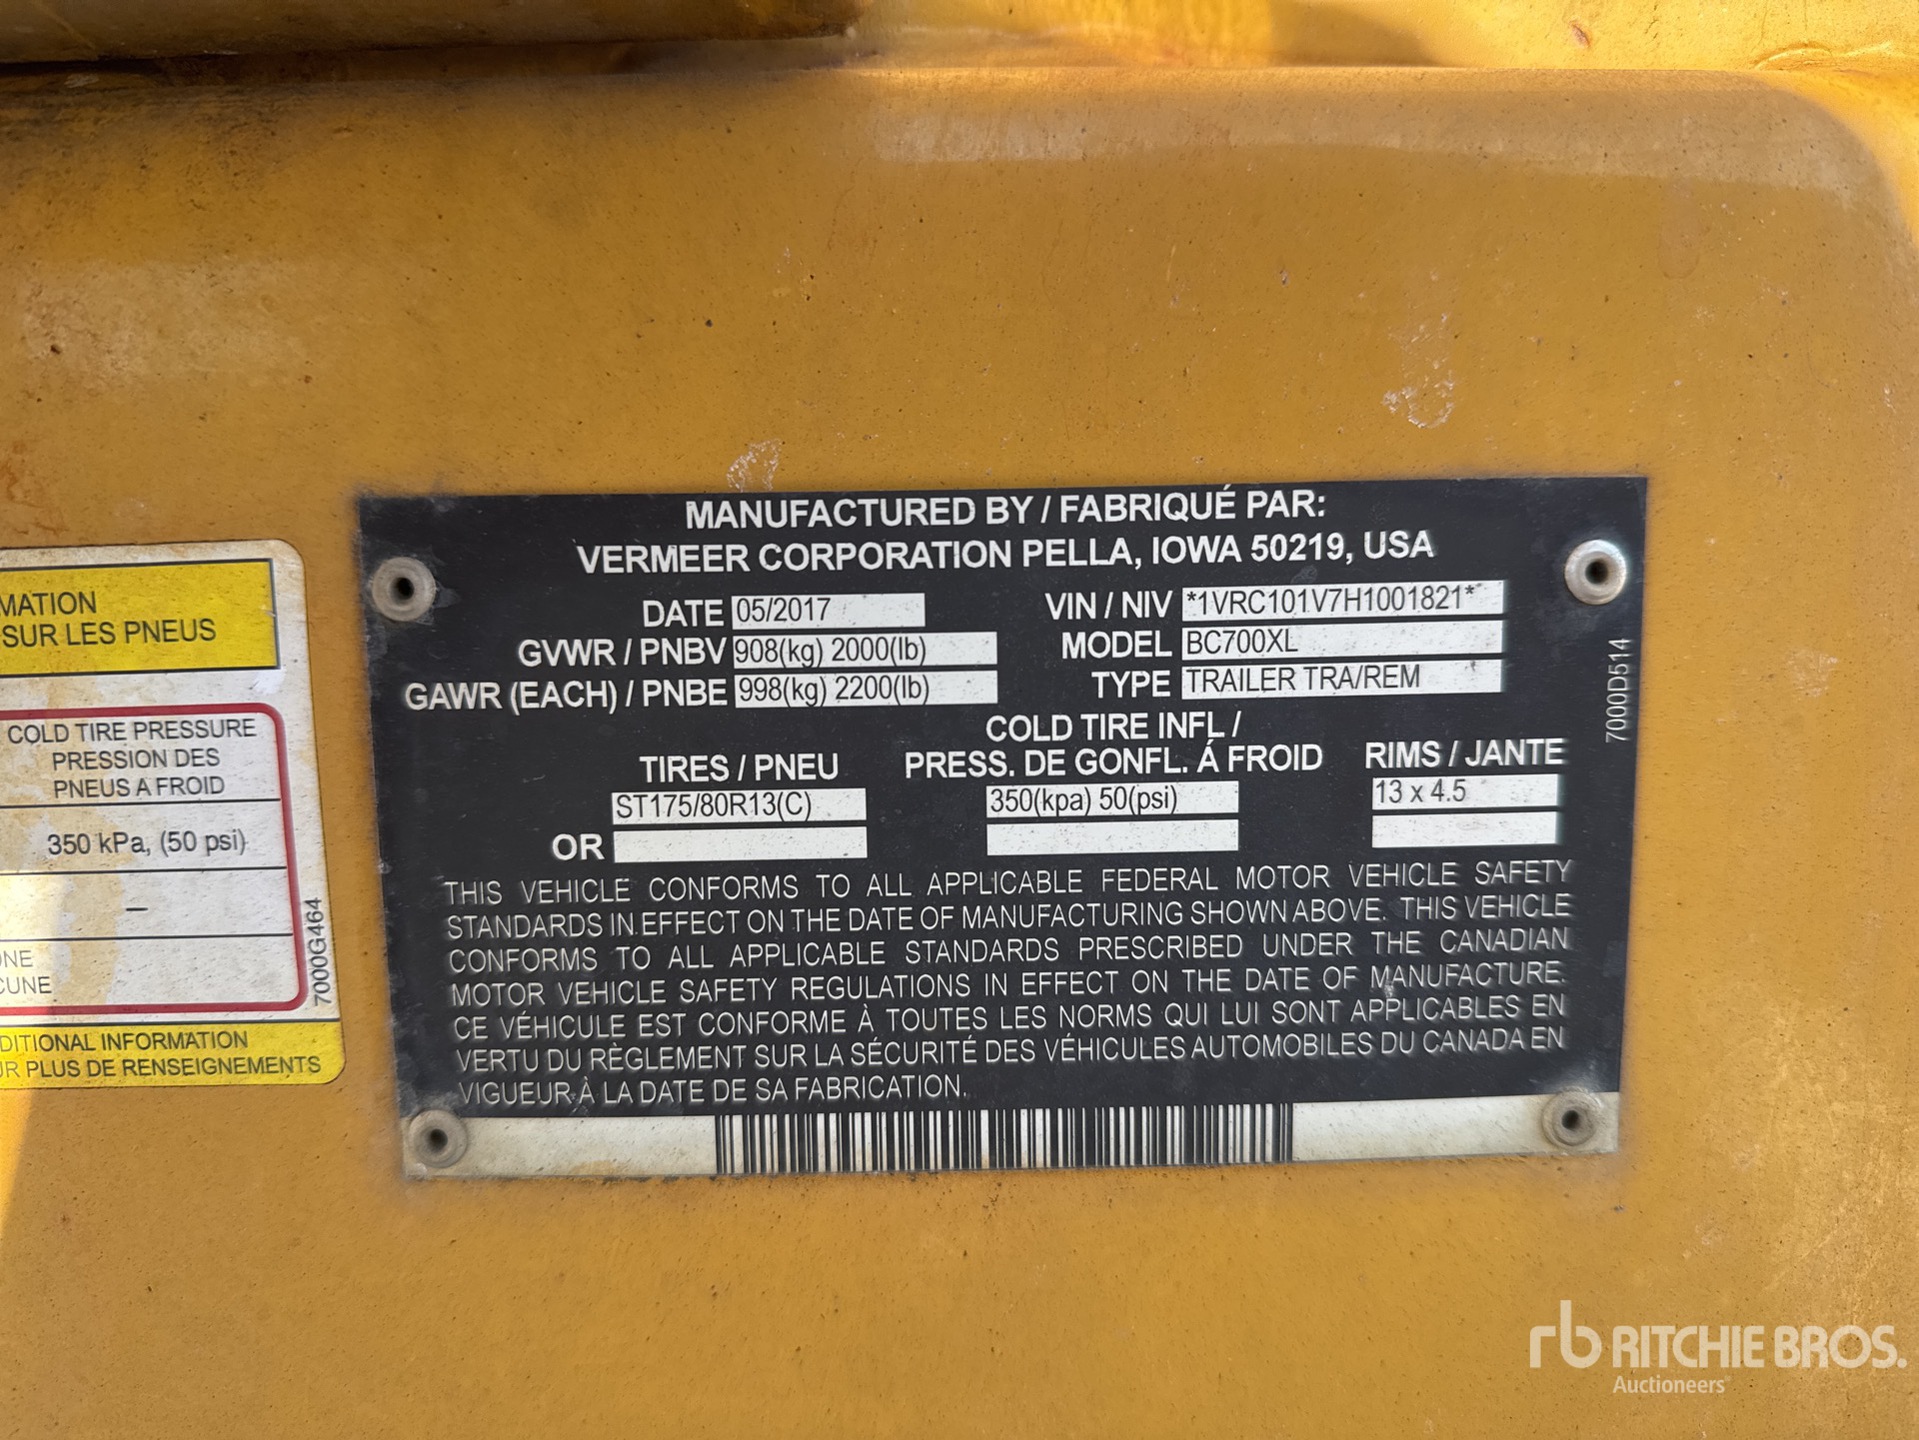 MANUFACTURED BY / FABRIQUÉ PAR:
VERMEER CORPORATION PELLA, IOWA 50219, USA
DATE 05/2017 VIN / NIV *1VRC101V7H1001821*
GVWR / PNBV 908(kg) 2000(lb) MODEL BC700XL
GAWR (EACH) / PNBE 998(kg) 2200(lb) TYPE TRAILER TRA/REM
COLD TIRE INFL /
TIRES / PNEU PRESS. DE GONFL. Á FROID RIMS / JANTE
ST175/80R13(C) 350(kpa) 50(psi) 13 x 4.5
OR
THIS VEHICLE CONFORMS TO ALL APPLICABLE FEDERAL MOTOR VEHICLE SAFETY
STANDARDS IN EFFECT ON THE DATE OF MANUFACTURING SHOWN ABOVE. THIS VEHICLE
CONFORMS TO ALL APPLICABLE STANDARDS PRESCRIBED UNDER THE CANADIAN
MOTOR VEHICLE SAFETY REGULATIONS IN EFFECT ON THE DATE OF MANUFACTURE.
CE VÉHICULE EST CONFORME À TOUTES LES NORMS QUI LUI SONT APPLICABLES EN
VERTU DU RÈGLEMENT SUR LA SÉCURITÉ DES VÉHICULES AUTOMOBILES DU CANADA EN
VIGUEUR À LA DATE DE SA FABRICATION.
7000D514
MATION
SUR LES PNEUS
COLD TIRE PRESSURE
PRESSION DES
PNEUS A FROID
350 kPa, (50 psi)
–
NE
CUNE
7000G464
DITIONAL INFORMATION
UR PLUS DE RENSEIGNEMENTS
rb RITCHIE BROS.
Auctioneers